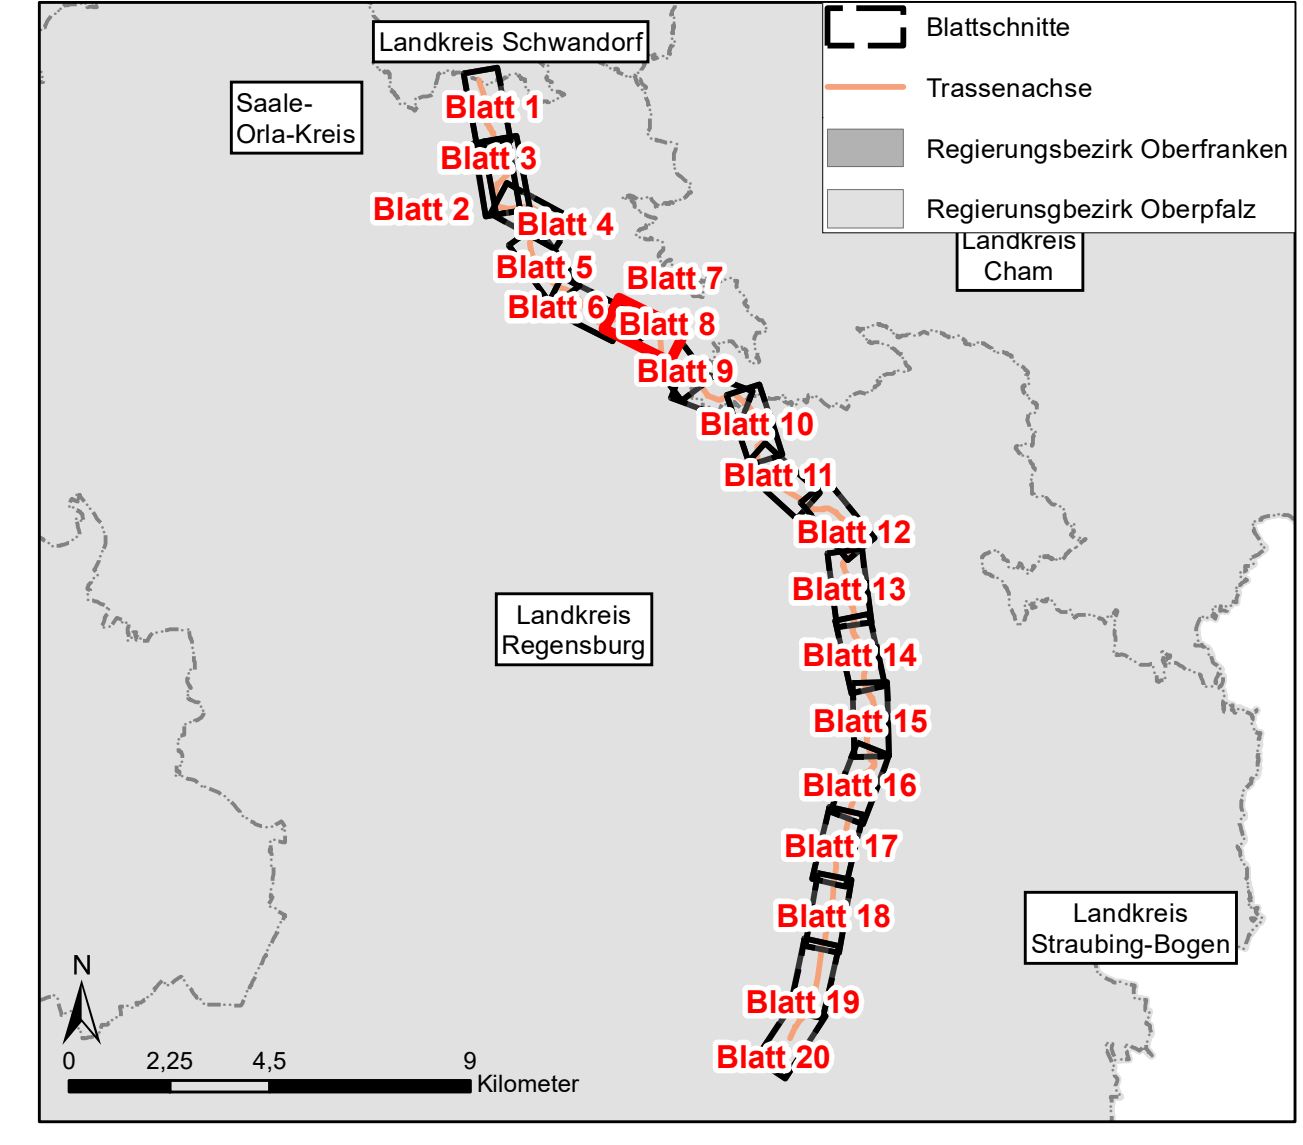 Landkreis Schwandorf
Saale-
Orla-Kreis
Blattschnitte
Trassenachse
Regierungsbezirk Oberfranken
Regierunsgbezirk Oberpfalz
Landkreis
Cham
Blatt 1
Blatt 3
Blatt 2
Blatt 4
Blatt 5
Blatt 7
Blatt 6
Blatt 8
Blatt 9
Blatt 10
Blatt 11
Blatt 12
Blatt 13
Landkreis
Regensburg
Blatt 14
Blatt 15
Blatt 16
Blatt 17
Blatt 18
Landkreis
Straubing-Bogen
Blatt 19
Blatt 20
N
0 2,25 4,5 9
Kilometer